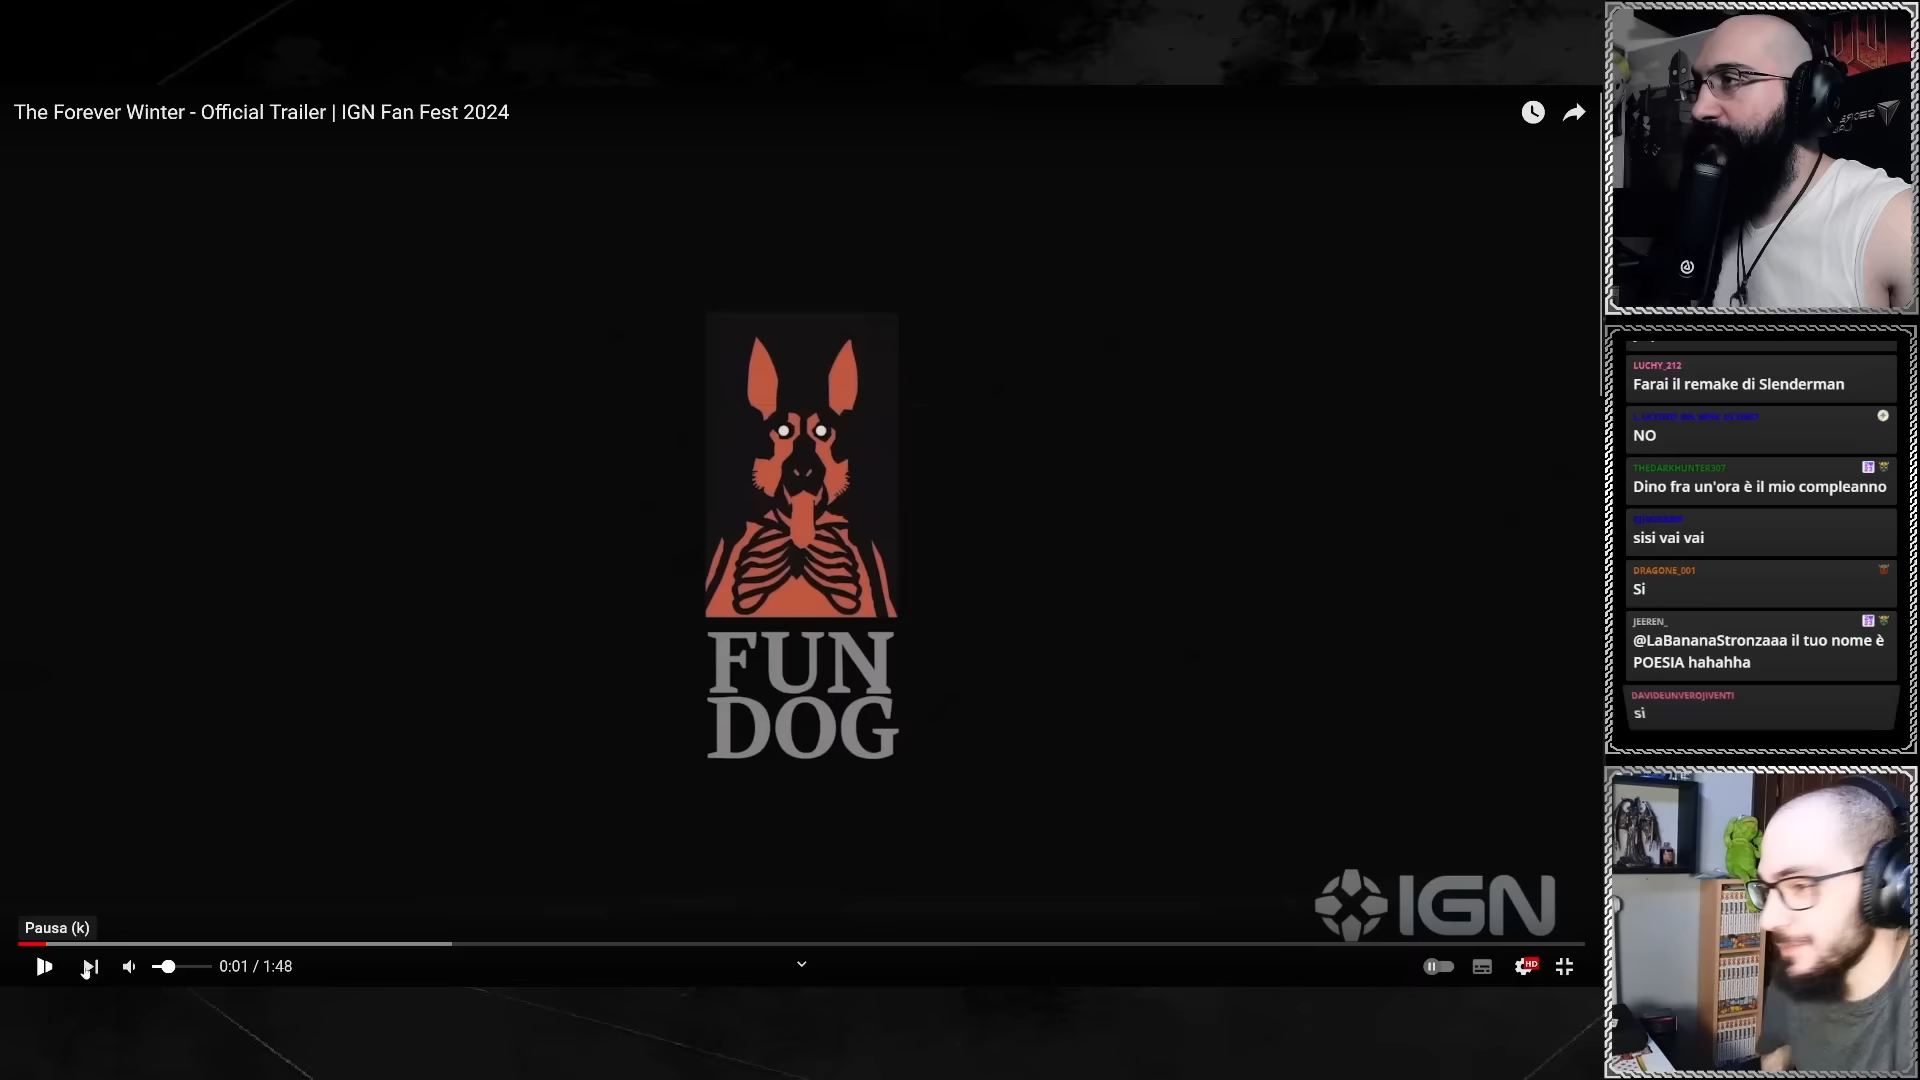 The Forever Winter - Official Trailer | IGN Fan Fest 2024
FUN
DOG
IGN
Pausa (k)
0:01 / 1:48
HD
LUCHY_212
Farai il remake di Slenderman
NO
THEDARKHUNTER307
Dino fra un'ora è il mio compleanno
sisi vai vai
DRAGONE_001
Si
JEEREN_
@LaBananaStronzaaa il tuo nome è
POESIA hahahha
DAVIDEUNVEROJIVENTI
sì